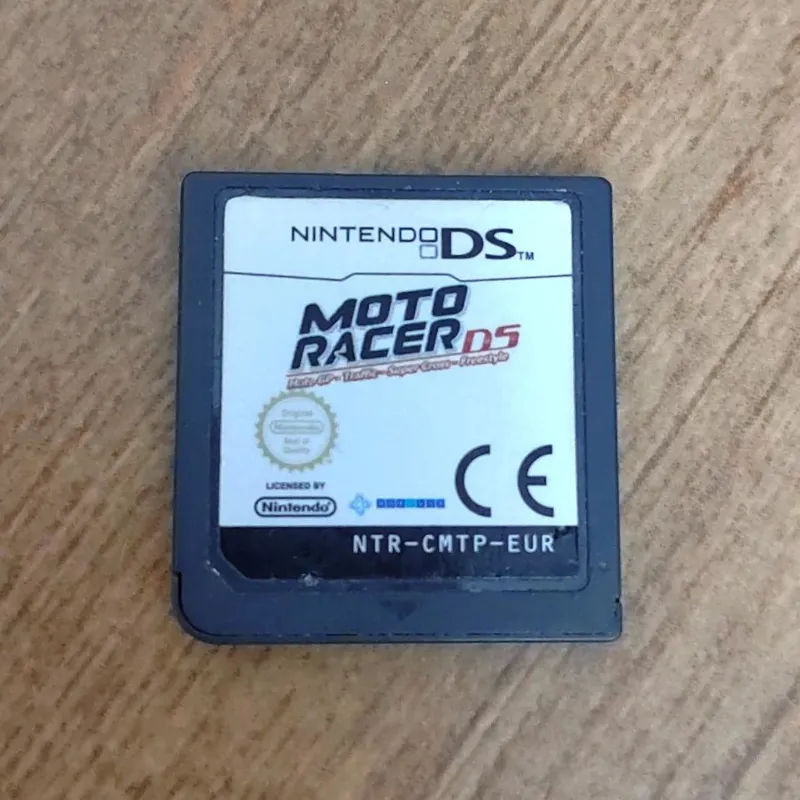 NINTENDO DS™
MOTO
RACER DS
Moto GP - Traffic - Super Cross - Freestyle
Original
Nintendo
Seal of
Quality
LICENSED BY
Nintendo
CE
NTR-CMTP-EUR